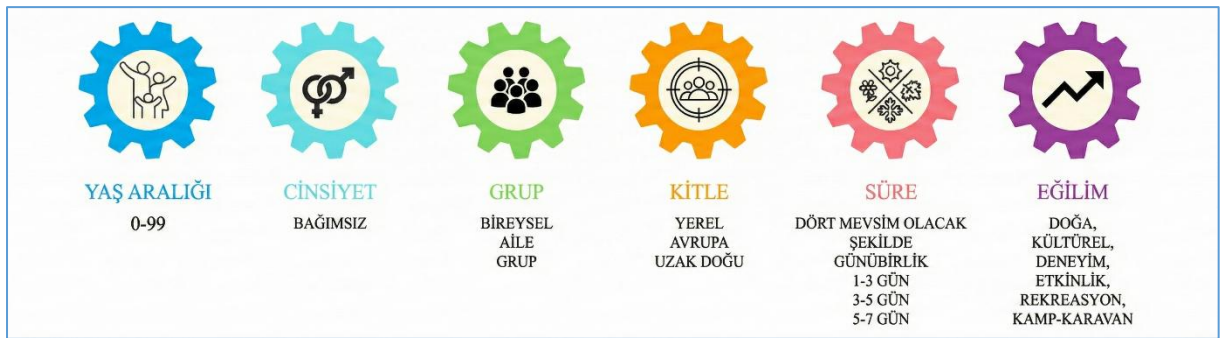 YAŞ ARALIĞI
0-99
CİNSİYET
BAĞIMSIZ
GRUP
BİREYSEL
AİLE
GRUP
KİTLE
YEREL
AVRUPA
UZAK DOĞU
SÜRE
DÖRT MEVSİM OLACAK
ŞEKİLDE
GÜNÜBİRLİK
1-3 GÜN
3-5 GÜN
5-7 GÜN
EĞİLİM
DOĞA,
KÜLTÜREL,
DENEYİM,
ETKİNLİK,
REKREASYON,
KAMP-KARAVAN